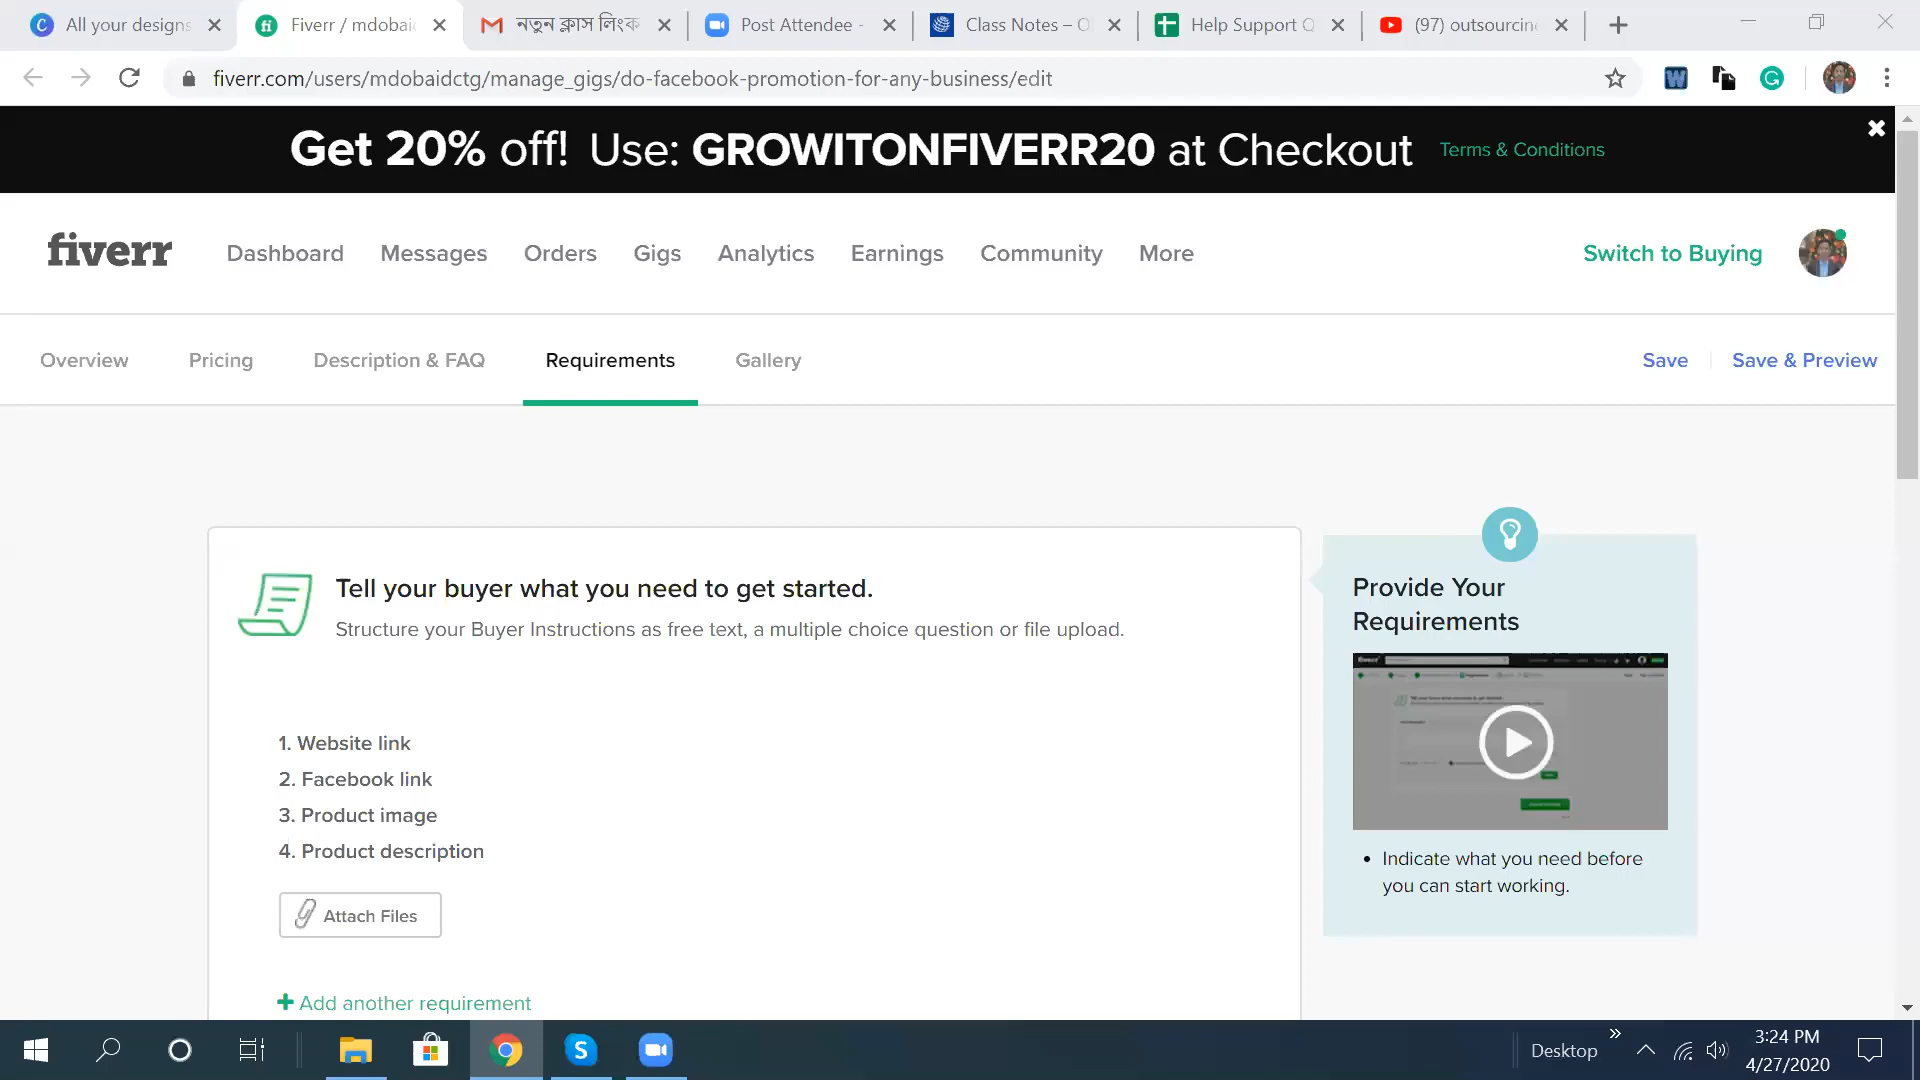 All your designs
Fiverr / mdobaid
নতুন ক্লাস লিংক
Post Attendee -
Class Notes – O
Help Support Q
(97) outsourcing
fiverr.com/users/mdobaidctg/manage_gigs/do-facebook-promotion-for-any-business/edit
Get 20% off! Use: GROWITONFIVERR20 at Checkout Terms & Conditions
fiverr Dashboard Messages Orders Gigs Analytics Earnings Community More Switch to Buying
Overview Pricing Description & FAQ Requirements Gallery Save Save & Preview
Tell your buyer what you need to get started.
Structure your Buyer Instructions as free text, a multiple choice question or file upload.
1. Website link
2. Facebook link
3. Product image
4. Product description
Attach Files
+ Add another requirement
Provide Your
Requirements
• Indicate what you need before
you can start working.
Desktop
3:24 PM
4/27/2020